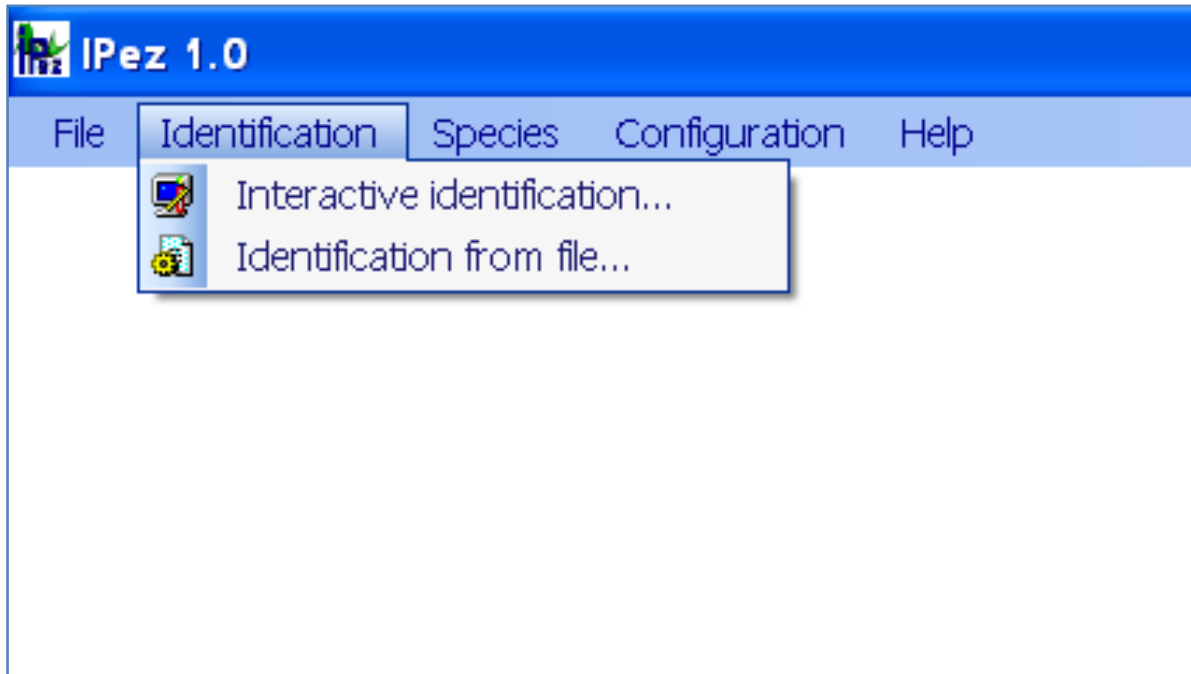 IPez 1.0
File Identification Species Configuration Help
Interactive identification...
Identification from file...